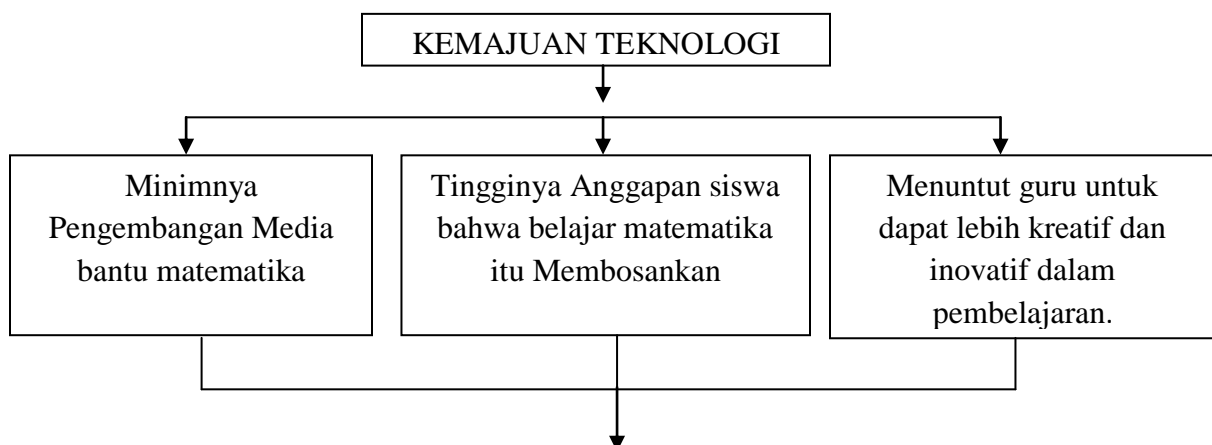 KEMAJUAN TEKNOLOGI
Minimnya
Pengembangan Media
bantu matematika
Tingginya Anggapan siswa
bahwa belajar matematika
itu Membosankan
Menuntut guru untuk
dapat lebih kreatif dan
inovatif dalam
pembelajaran.